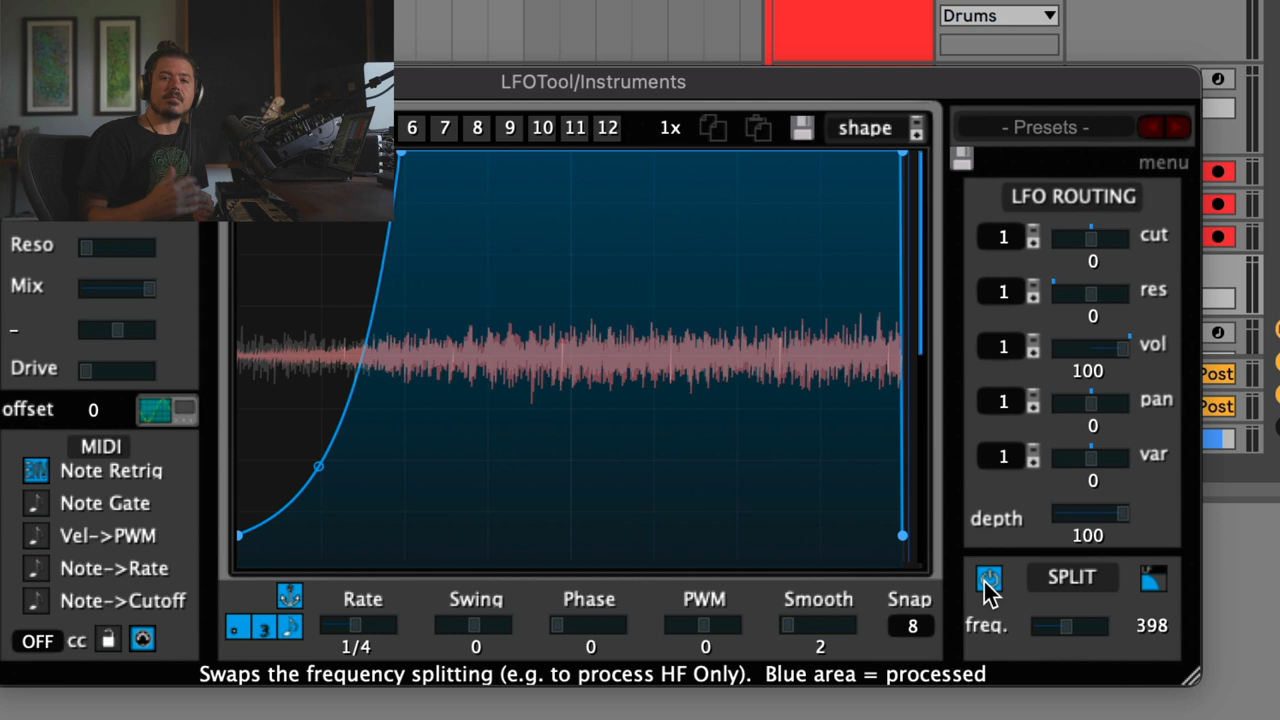 Drums
LFOTool/Instruments
6 7 8 9 10 11 12 1x shape
- Presets -
menu
LFO ROUTING
1 cut
0
1 res
0
1 vol
100
1 pan
0
1 var
0
depth
100
SPLIT
freq. 398
Post
Post
Reso
Mix
–
Drive
offset 0
MIDI
Note Retrig
Note Gate
Vel->PWM
Note->Rate
Note->Cutoff
OFF cc
3
Rate Swing Phase PWM Smooth Snap
1/4 0 0 0 2 8
Swaps the frequency splitting (e.g. to process HF Only). Blue area = processed